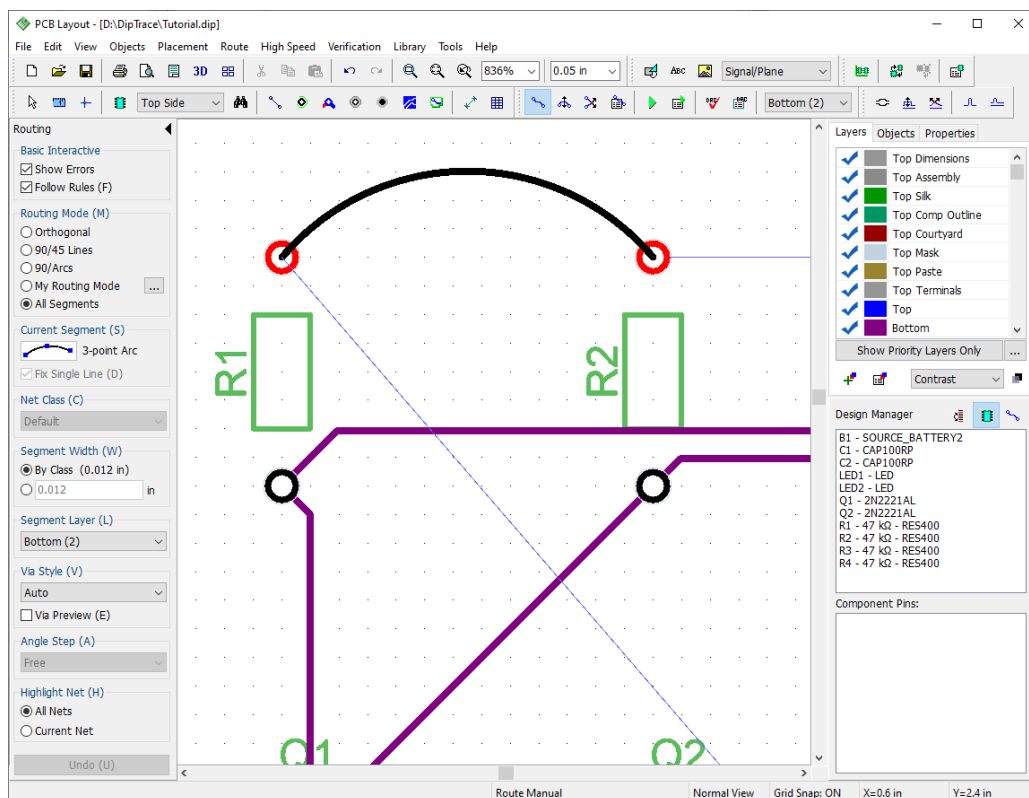 PCB Layout - [D:\DipTrace\Tutorial.dip]
File Edit View Objects Placement Route High Speed Verification Library Tools Help
3D 836% 0.05 in ABC Signal/Plane
Top Side DRC Bottom (2)
Routing
Basic Interactive
Show Errors
Follow Rules (F)
Routing Mode (M)
Orthogonal
90/45 Lines
90/Arcs
My Routing Mode ...
All Segments
Current Segment (S)
3-point Arc
Fix Single Line (D)
Net Class (C)
Default
Segment Width (W)
By Class (0.012 in)
0.012 in
Segment Layer (L)
Bottom (2)
Via Style (V)
Auto
Via Preview (E)
Angle Step (A)
Free
Highlight Net (H)
All Nets
Current Net
Undo (U)
R1
R2
Q1
Q2
Layers Objects Properties
Top Dimensions
Top Assembly
Top Silk
Top Comp Outline
Top Courtyard
Top Mask
Top Paste
Top Terminals
Top
Bottom
Show Priority Layers Only ...
Contrast
Design Manager
B1 - SOURCE_BATTERY2
C1 - CAP100RP
C2 - CAP100RP
LED1 - LED
LED2 - LED
Q1 - 2N2221AL
Q2 - 2N2221AL
R1 - 47 kΩ - RES400
R2 - 47 kΩ - RES400
R3 - 47 kΩ - RES400
R4 - 47 kΩ - RES400
Component Pins:
Route Manual Normal View Grid Snap: ON X=0.6 in Y=2.4 in